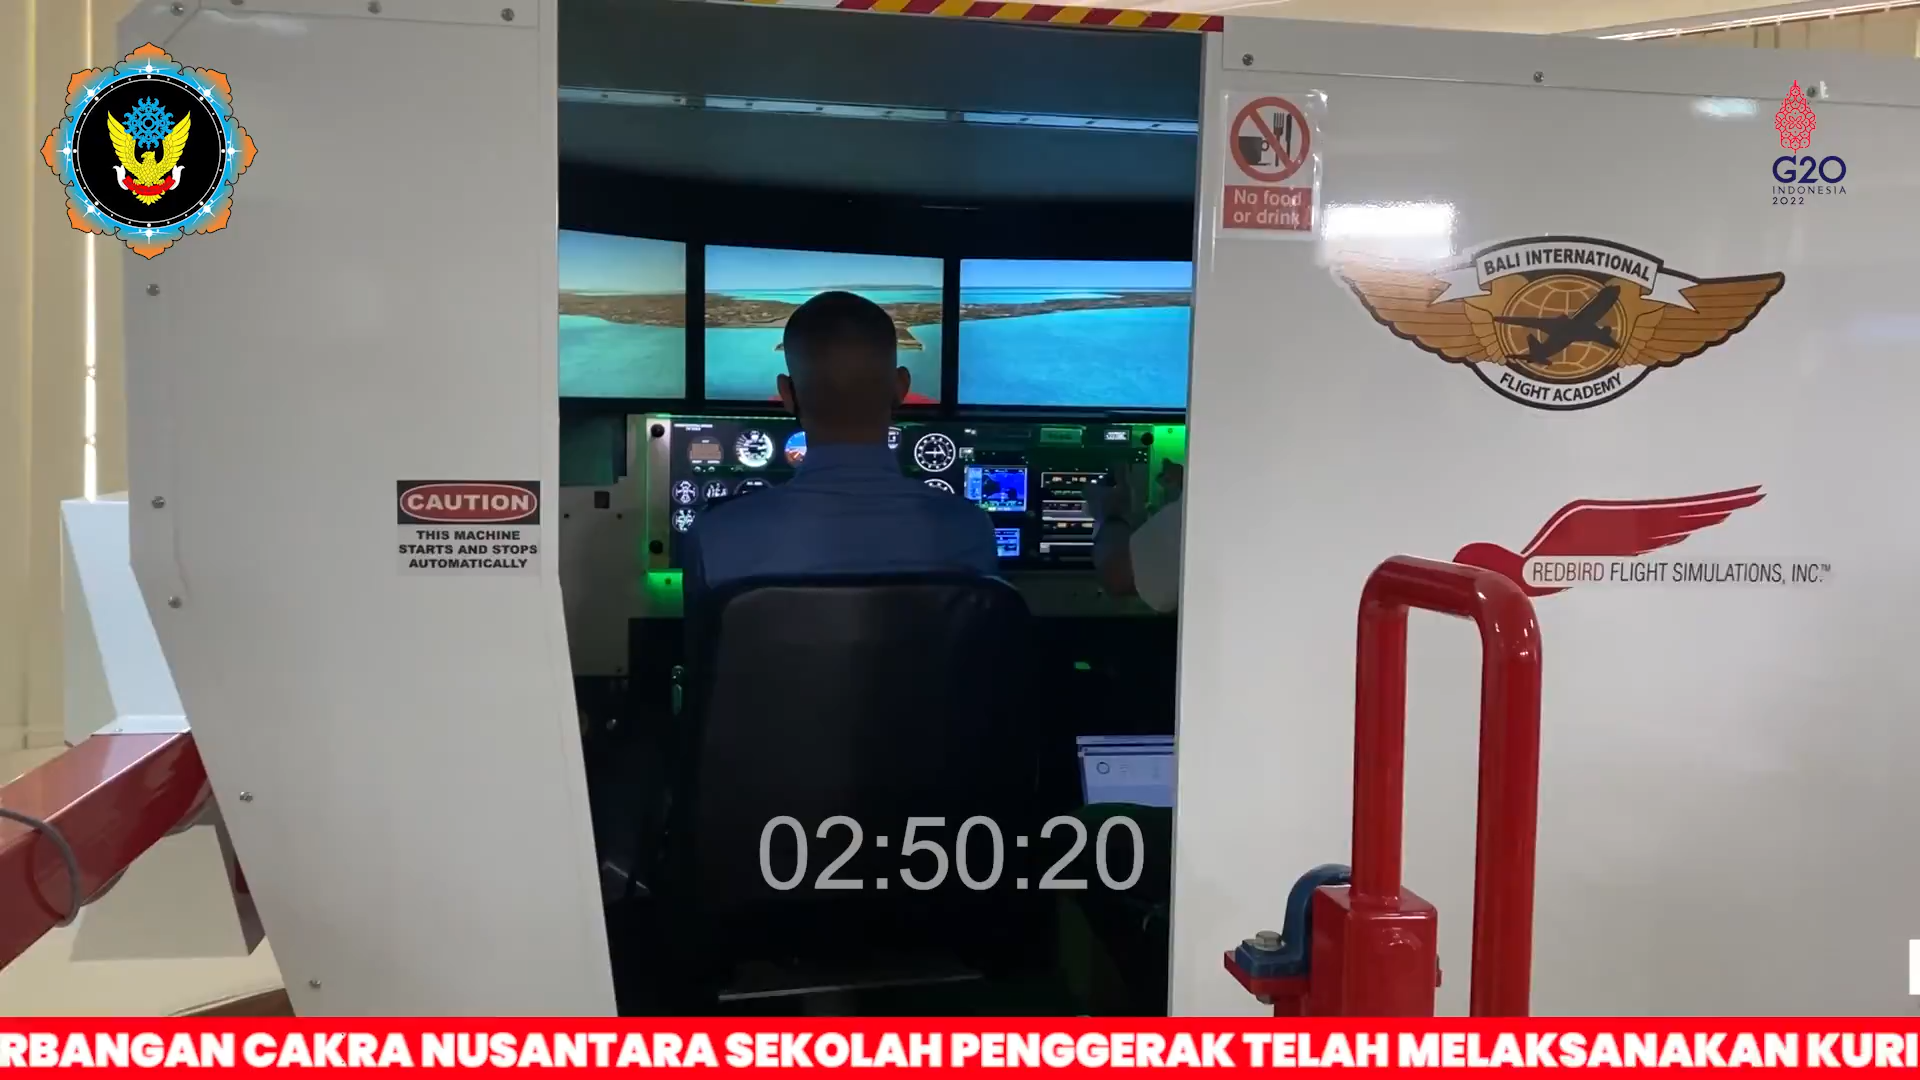 G20
INDONESIA
2022
No food
or drink
BALI INTERNATIONAL
FLIGHT ACADEMY
CAUTION
THIS MACHINE
STARTS AND STOPS
AUTOMATICALLY
REDBIRD FLIGHT SIMULATIONS, INC.™
02:50:20
RBANGAN CAKRA NUSANTARA SEKOLAH PENGGERAK TELAH MELAKSANAKAN KURI